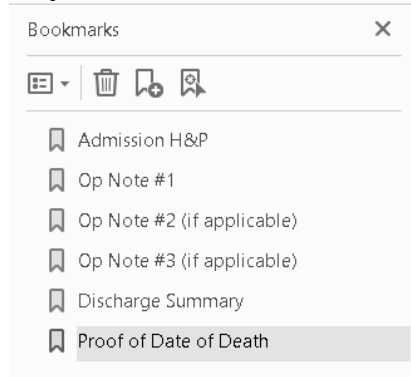 Bookmarks
Admission H&P
Op Note #1
Op Note #2 (if applicable)
Op Note #3 (if applicable)
Discharge Summary
Proof of Date of Death